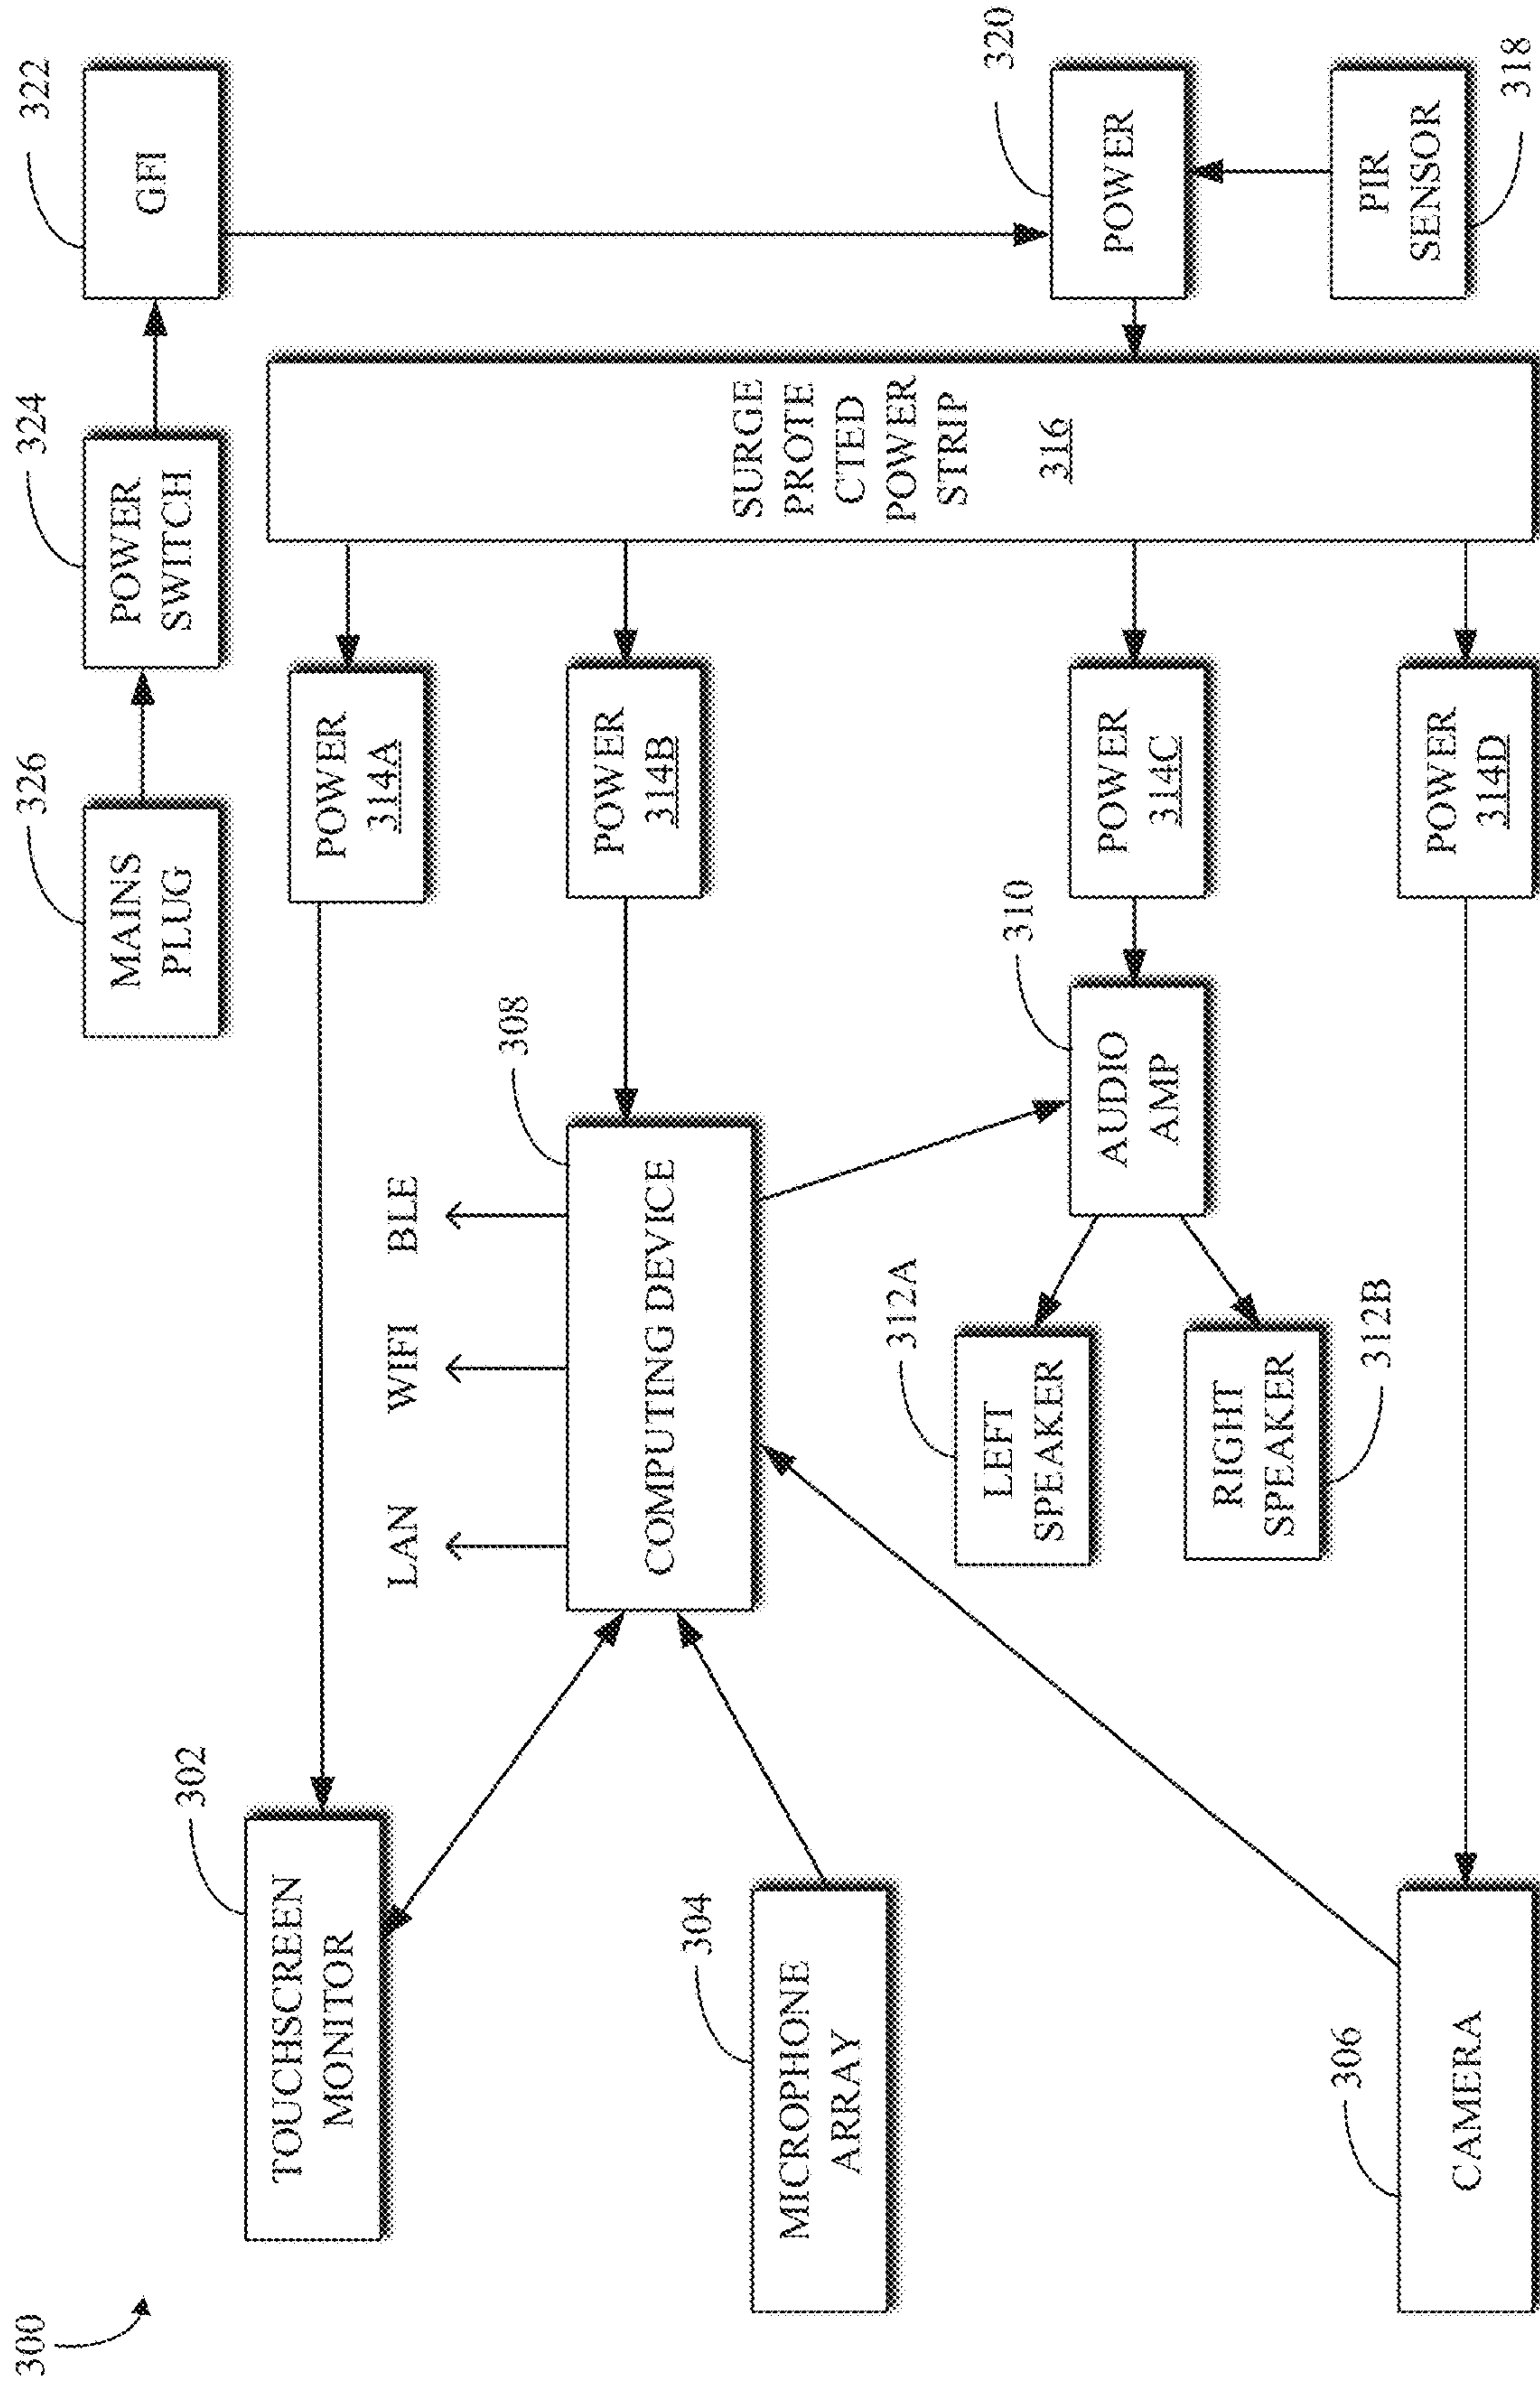 300
326
MAINS
PLUG
324
POWER
SWITCH
322
GFI
302
TOUCHSCREEN
MONITOR
POWER
314A
LAN
WIFI
BLE
308
COMPUTING DEVICE
POWER
314B
304
MICROPHONE
ARRAY
SURGE
PROTE
CTED
POWER
STRIP
316
312A
LEFT
SPEAKER
310
AUDIO
AMP
POWER
314C
320
POWER
RIGHT
SPEAKER
312B
306
CAMERA
POWER
314D
PIR
SENSOR
318